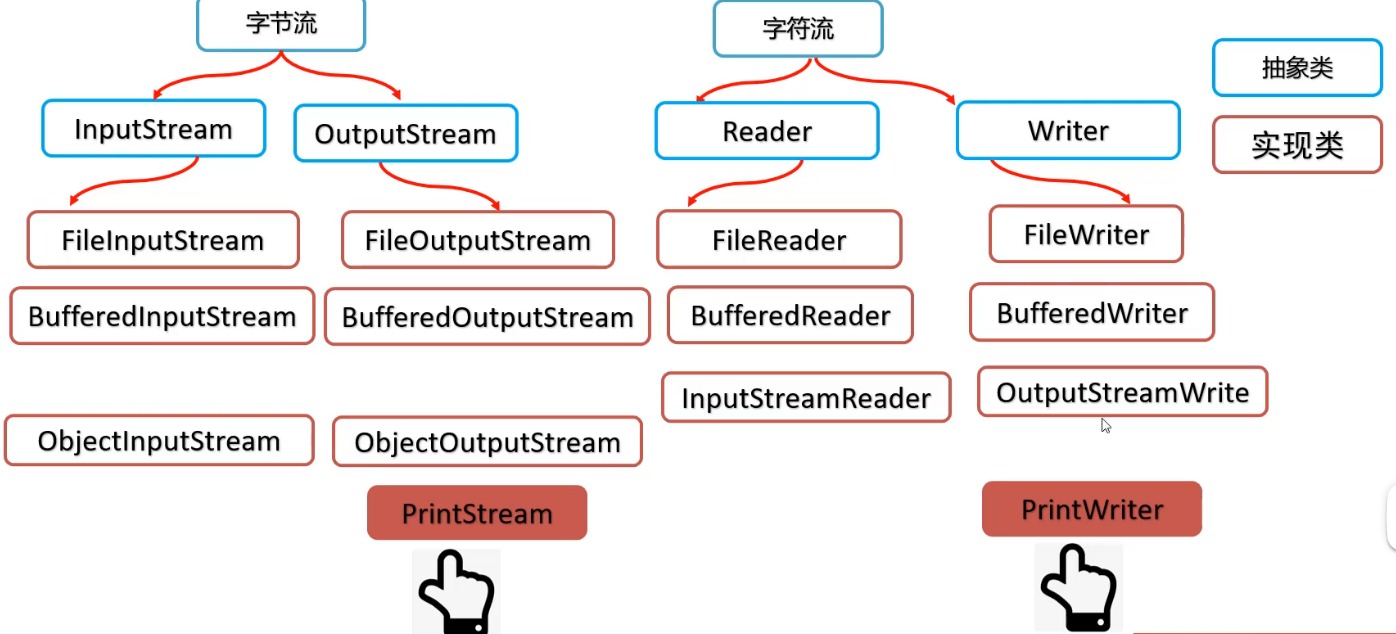 字节流
字符流
抽象类
InputStream
OutputStream
Reader
Writer
实现类
FileInputStream
FileOutputStream
FileReader
FileWriter
BufferedInputStream
BufferedOutputStream
BufferedReader
BufferedWriter
InputStreamReader
OutputStreamWrite
ObjectInputStream
ObjectOutputStream
PrintStream
PrintWriter